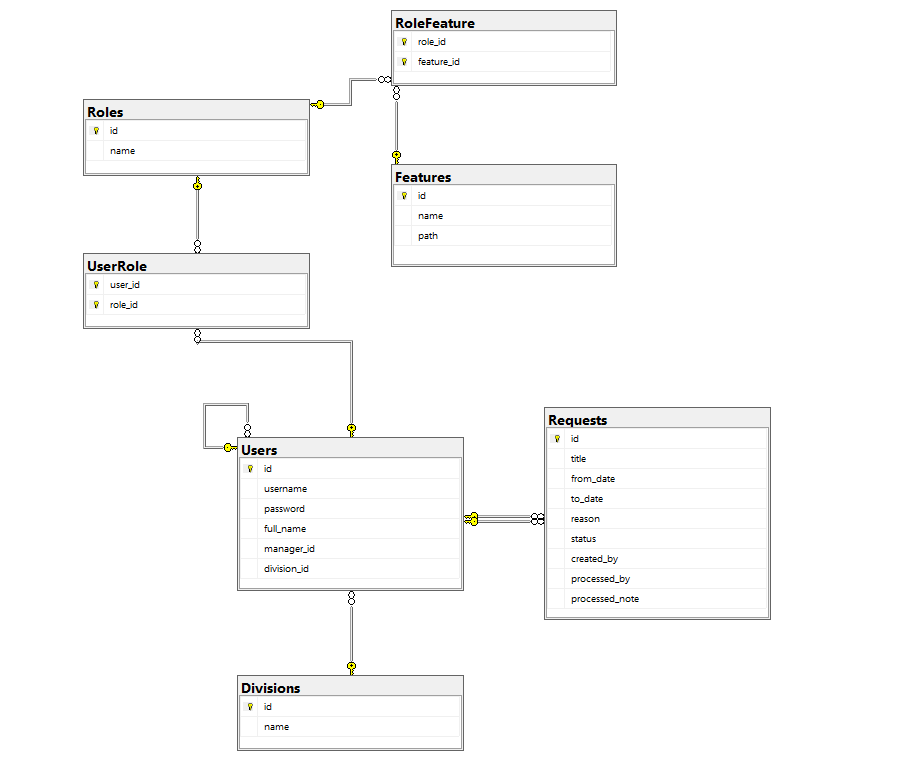 RoleFeature
role_id
feature_id
Roles
id
name
Features
id
name
path
UserRole
user_id
role_id
Users
id
username
password
full_name
manager_id
division_id
Requests
id
title
from_date
to_date
reason
status
created_by
processed_by
processed_note
Divisions
id
name